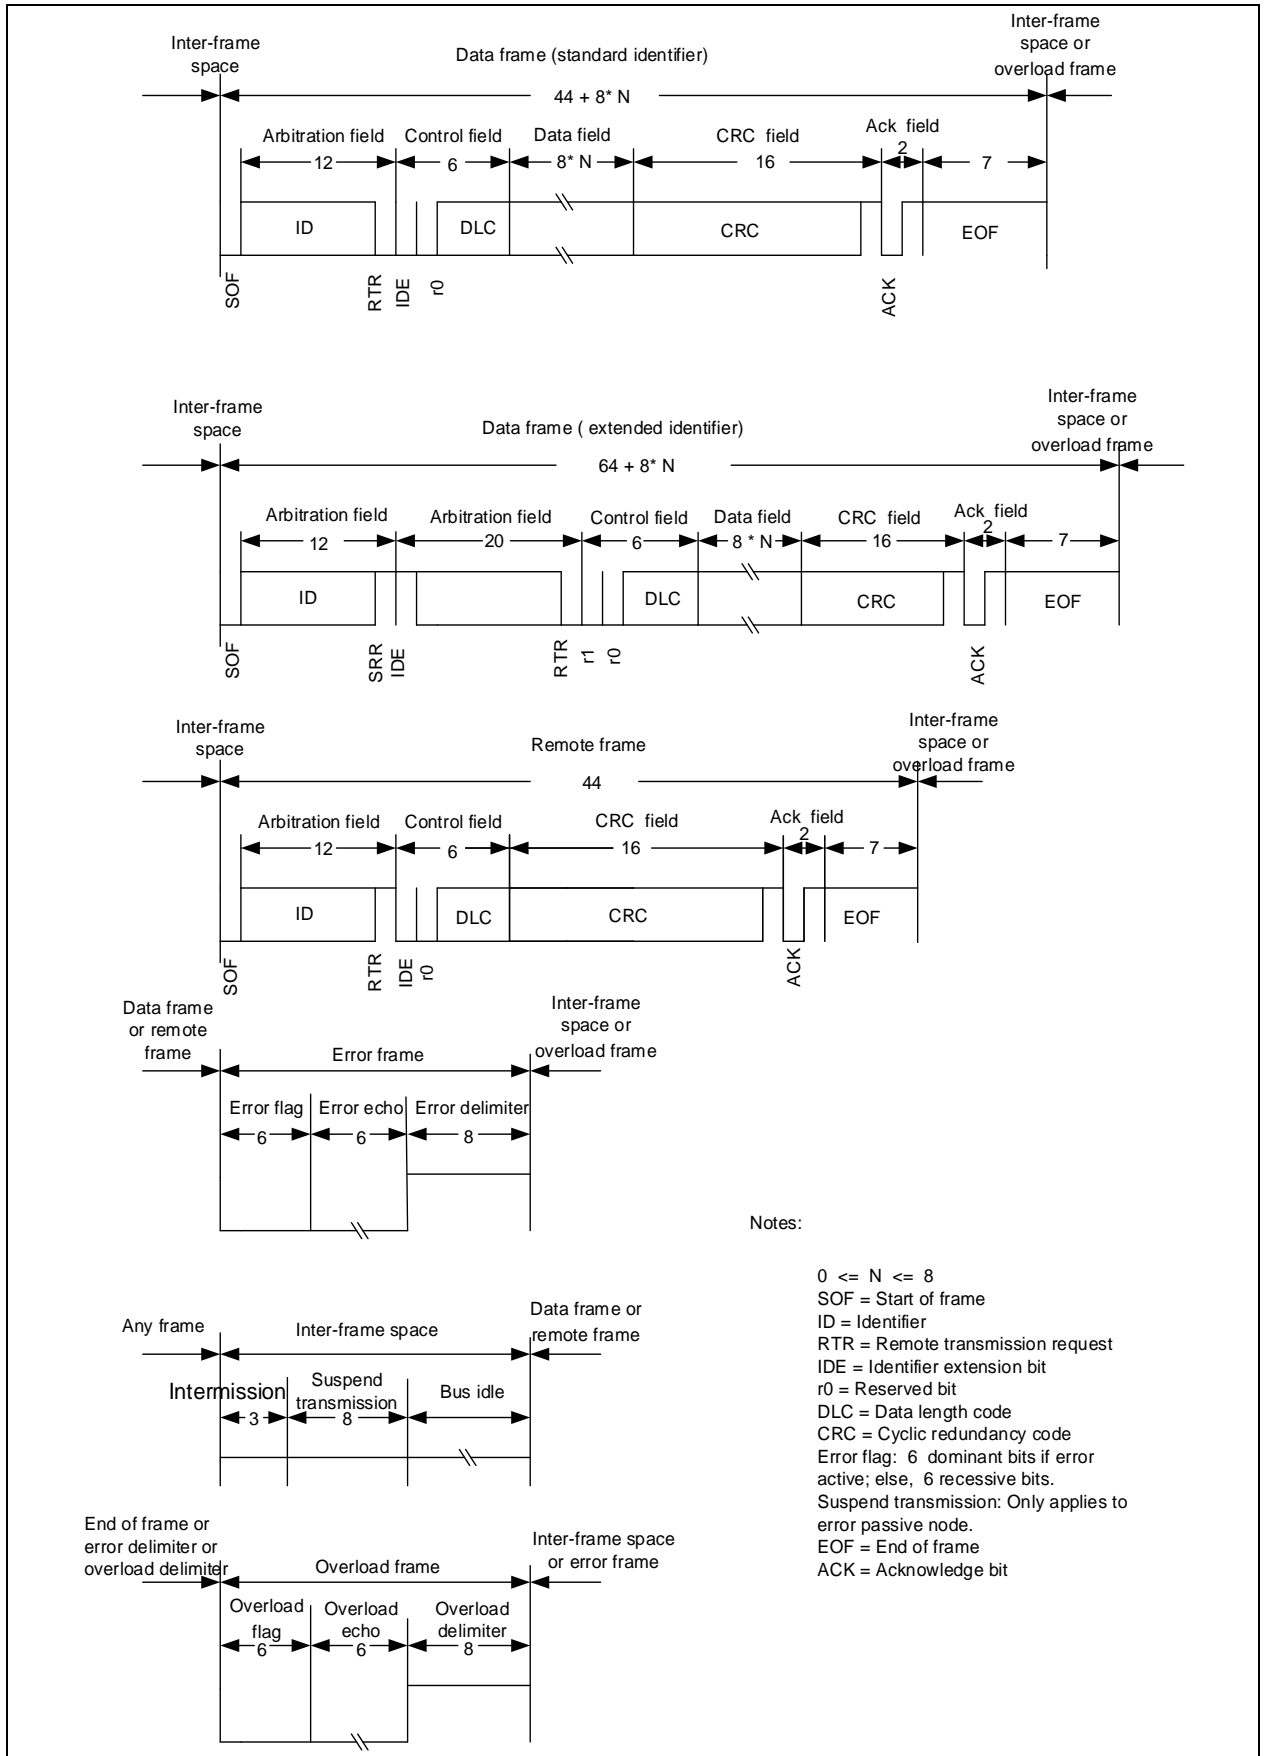 Inter-frame
space
Data frame (standard identifier)
Inter-frame
space or
overload frame
44 + 8* N
Arbitration field
Control field
Data field
CRC field
Ack field
12
6
8* N
16
2
7
ID
DLC
CRC
EOF
SOF
RTR
IDE
r0
ACK
Inter-frame
space
Data frame ( extended identifier)
Inter-frame
space or
overload frame
64 + 8* N
Arbitration field
Arbitration field
Control field
Data field
CRC field
Ack field
12
20
6
8 * N
16
2
7
ID
DLC
CRC
EOF
SOF
SRR
IDE
RTR
r1
r0
ACK
Inter-frame
space
Remote frame
Inter-frame
space or
overload frame
44
Arbitration field
Control field
CRC field
Ack field
12
6
16
2
7
ID
DLC
CRC
EOF
SOF
RTR
IDE
r0
ACK
Data frame
or remote
frame
Error frame
Inter-frame
space or
overload frame
Error flag
Error echo
Error delimiter
6
6
8
Any frame
Inter-frame space
Data frame or
remote frame
Intermission
Suspend
transmission
Bus idle
3
8
End of frame or
error delimiter or
overload delimiter
Overload frame
Inter-frame space
or error frame
Overload
flag
Overload
echo
Overload
delimiter
6
6
8
Notes:
0 <= N <= 8
SOF = Start of frame
ID = Identifier
RTR = Remote transmission request
IDE = Identifier extension bit
r0 = Reserved bit
DLC = Data length code
CRC = Cyclic redundancy code
Error flag: 6 dominant bits if error
active; else, 6 recessive bits.
Suspend transmission: Only applies to
error passive node.
EOF = End of frame
ACK = Acknowledge bit